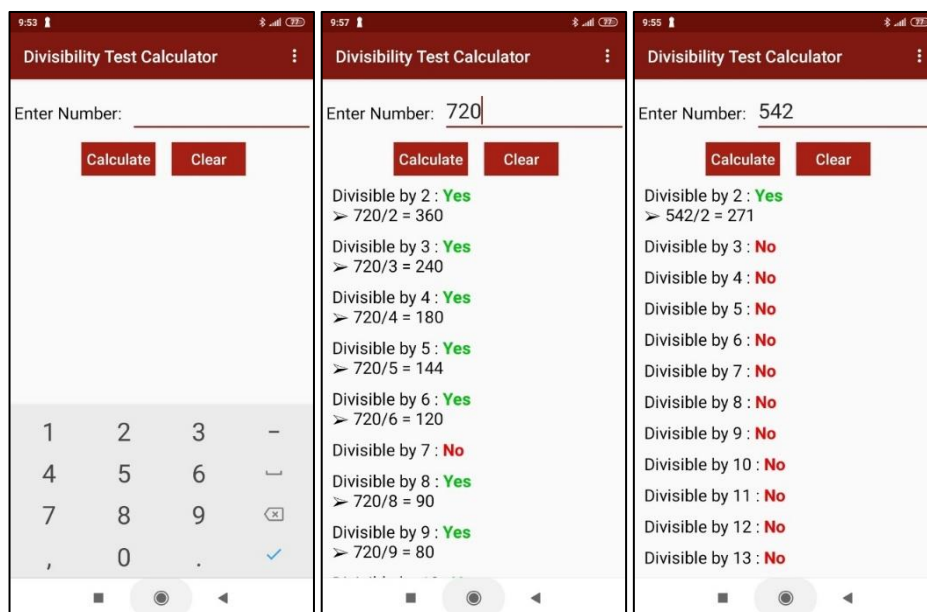 9:53
77
Divisibility Test Calculator
Enter Number:
Calculate Clear
1 2 3 -
4 5 6
7 8 9
, 0 .
9:57
77
Divisibility Test Calculator
Enter Number: 720
Calculate Clear
Divisible by 2 : Yes
➢ 720/2 = 360
Divisible by 3 : Yes
➢ 720/3 = 240
Divisible by 4 : Yes
➢ 720/4 = 180
Divisible by 5 : Yes
➢ 720/5 = 144
Divisible by 6 : Yes
➢ 720/6 = 120
Divisible by 7 : No
Divisible by 8 : Yes
➢ 720/8 = 90
Divisible by 9 : Yes
➢ 720/9 = 80
9:55
77
Divisibility Test Calculator
Enter Number: 542
Calculate Clear
Divisible by 2 : Yes
➢ 542/2 = 271
Divisible by 3 : No
Divisible by 4 : No
Divisible by 5 : No
Divisible by 6 : No
Divisible by 7 : No
Divisible by 8 : No
Divisible by 9 : No
Divisible by 10 : No
Divisible by 11 : No
Divisible by 12 : No
Divisible by 13 : No